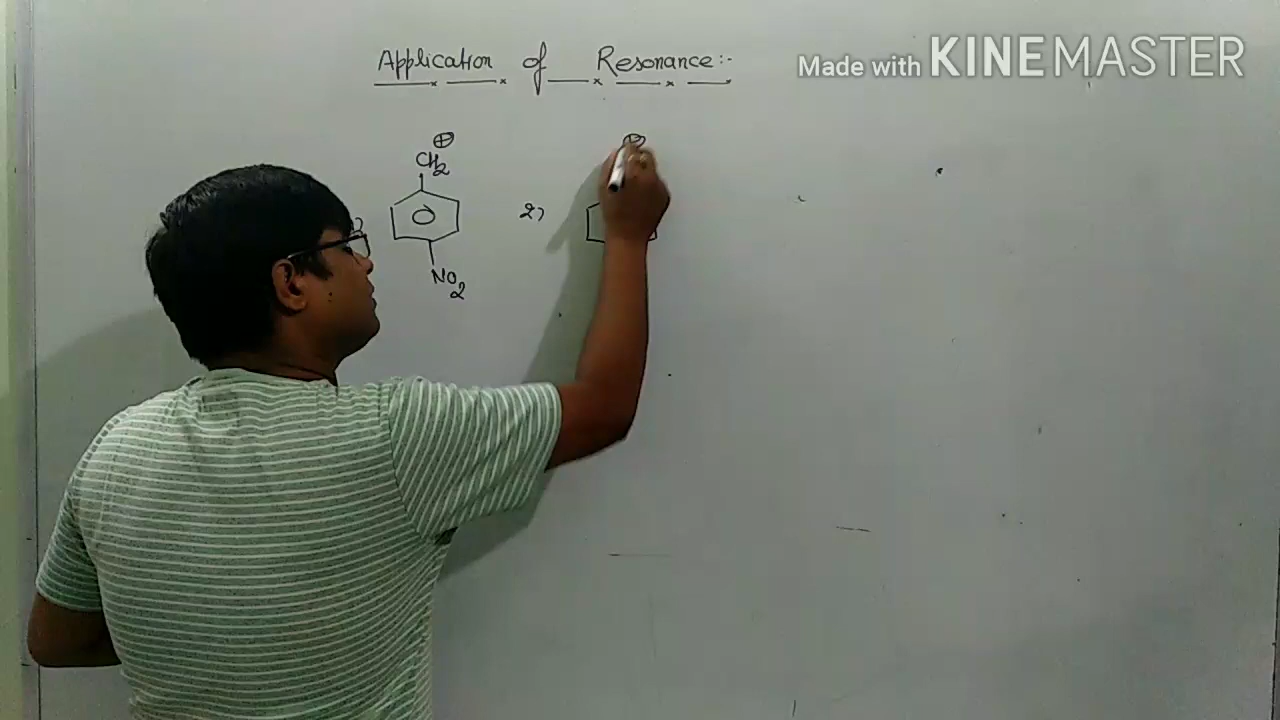 Application of Resonance:-
Made with KINEMASTER
⊕ ⊕
CH2
2)
NO2